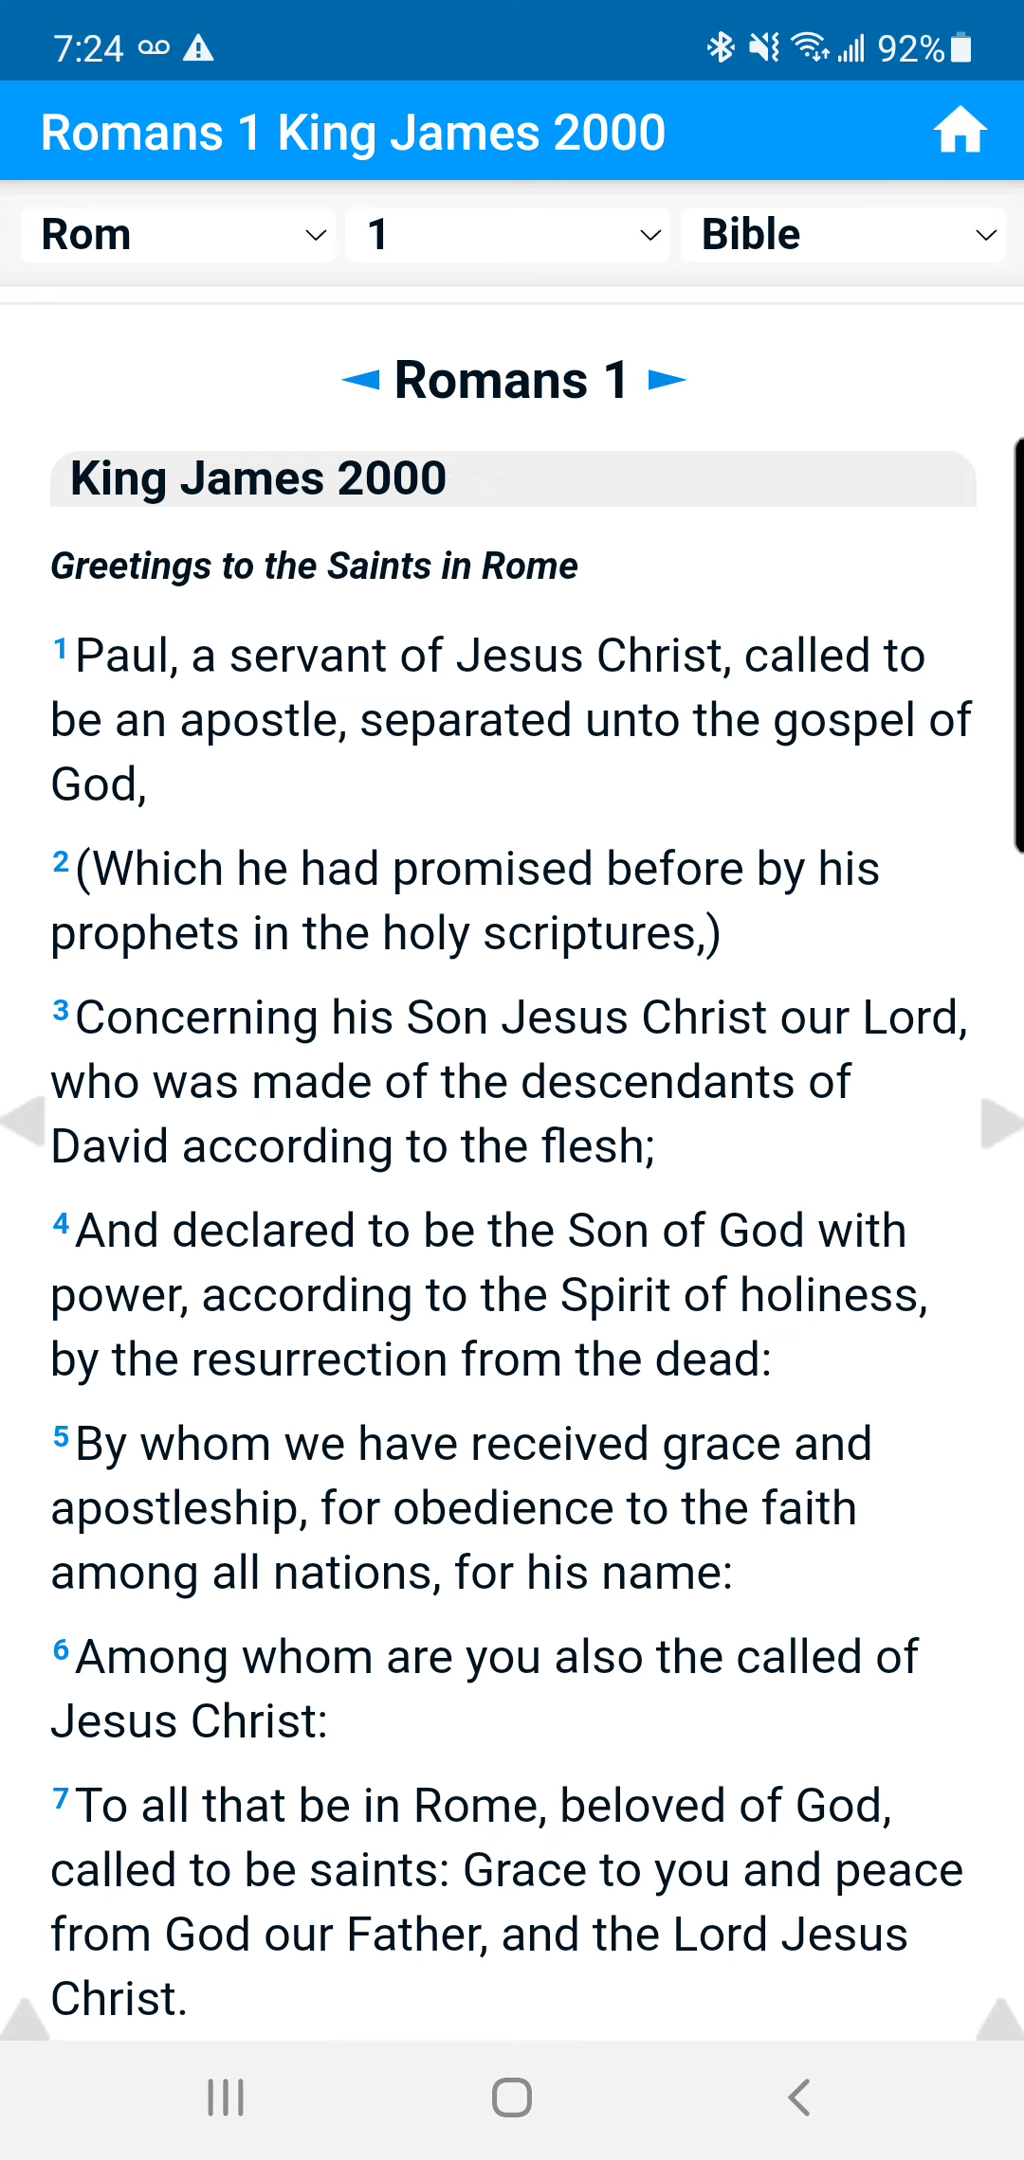 7:24 92%
Romans 1 King James 2000
Rom 1 Bible
Romans 1
King James 2000
Greetings to the Saints in Rome
1 Paul, a servant of Jesus Christ, called to
be an apostle, separated unto the gospel of
God,
2 (Which he had promised before by his
prophets in the holy scriptures,)
3 Concerning his Son Jesus Christ our Lord,
who was made of the descendants of
David according to the flesh;
4 And declared to be the Son of God with
power, according to the Spirit of holiness,
by the resurrection from the dead:
5 By whom we have received grace and
apostleship, for obedience to the faith
among all nations, for his name:
6 Among whom are you also the called of
Jesus Christ:
7 To all that be in Rome, beloved of God,
called to be saints: Grace to you and peace
from God our Father, and the Lord Jesus
Christ.